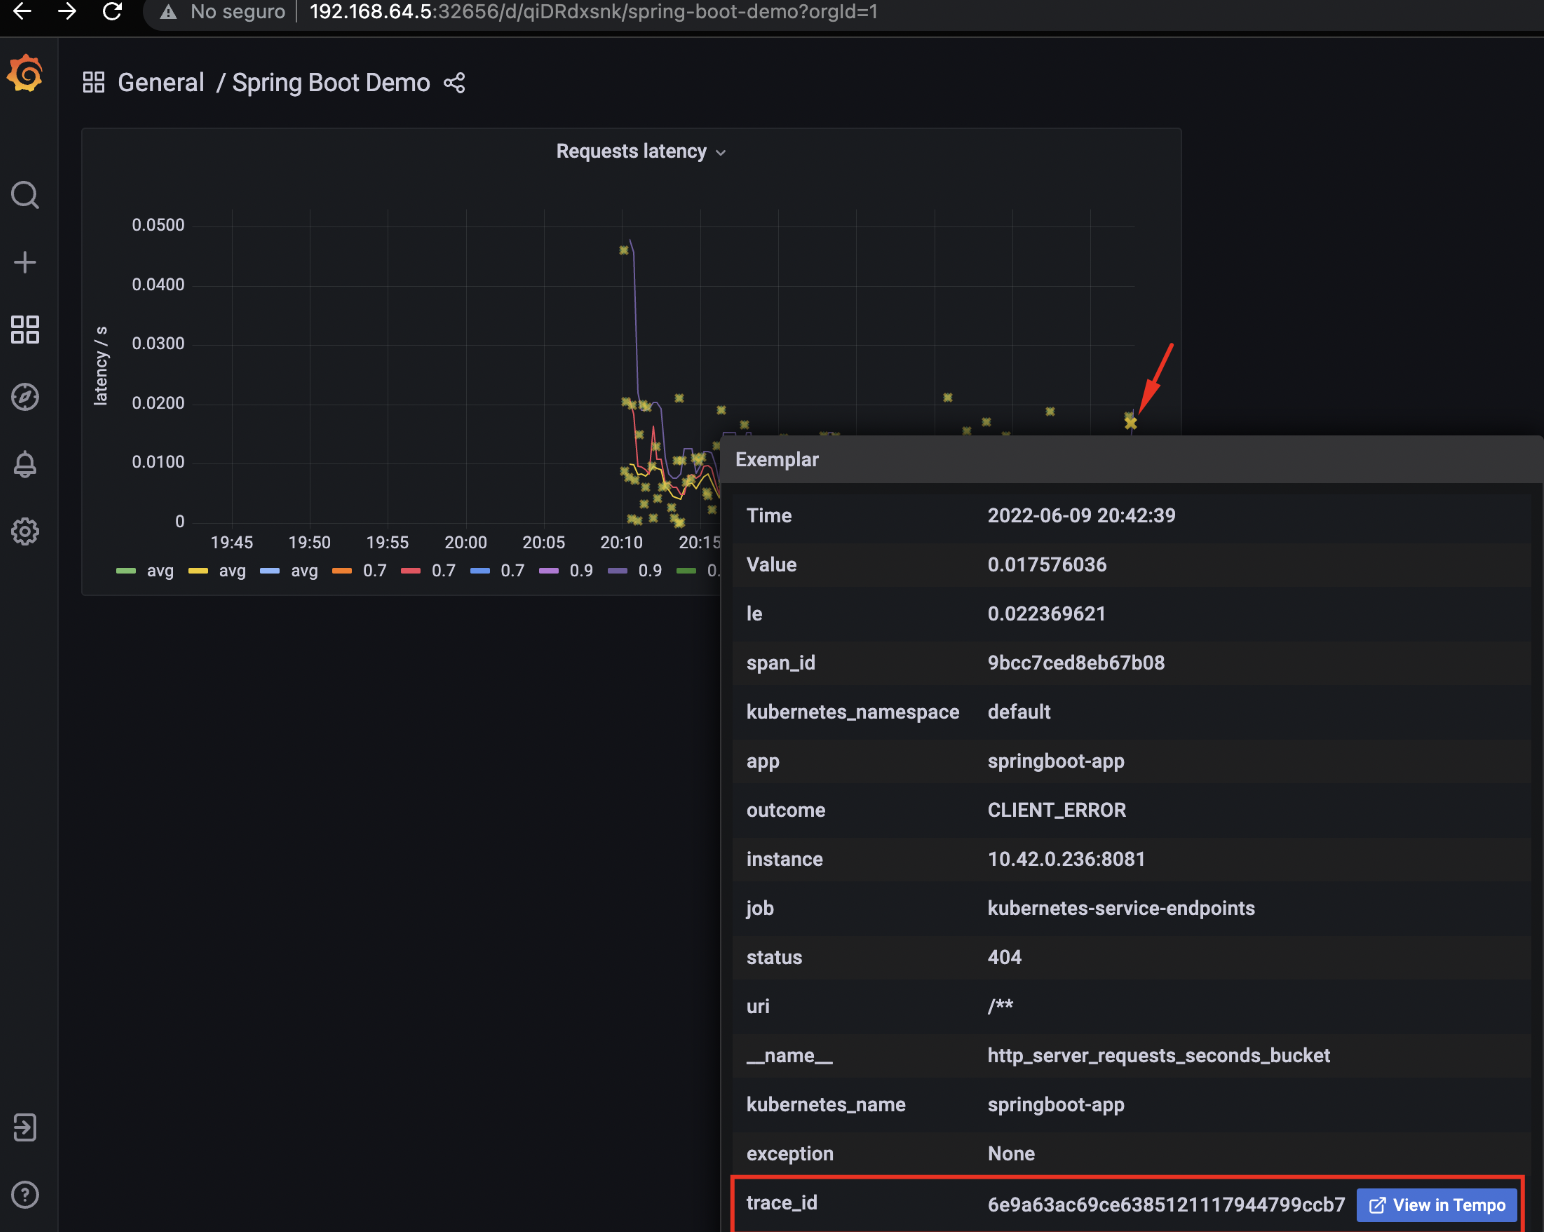 No seguro 192.168.64.5:32656/d/qiDRdxsnk/spring-boot-demo?orgId=1
General / Spring Boot Demo
Requests latency
0.0500
0.0400
0.0300
0.0200
0.0100
0
latency / s
19:45 19:50 19:55 20:00 20:05 20:10 20:15
avg avg avg 0.7 0.7 0.7 0.9 0.9 0.
Exemplar
Time 2022-06-09 20:42:39
Value 0.017576036
le 0.022369621
span_id 9bcc7ced8eb67b08
kubernetes_namespace default
app springboot-app
outcome CLIENT_ERROR
instance 10.42.0.236:8081
job kubernetes-service-endpoints
status 404
uri /**
__name__ http_server_requests_seconds_bucket
kubernetes_name springboot-app
exception None
trace_id 6e9a63ac69ce6385121117944799ccb7 View in Tempo